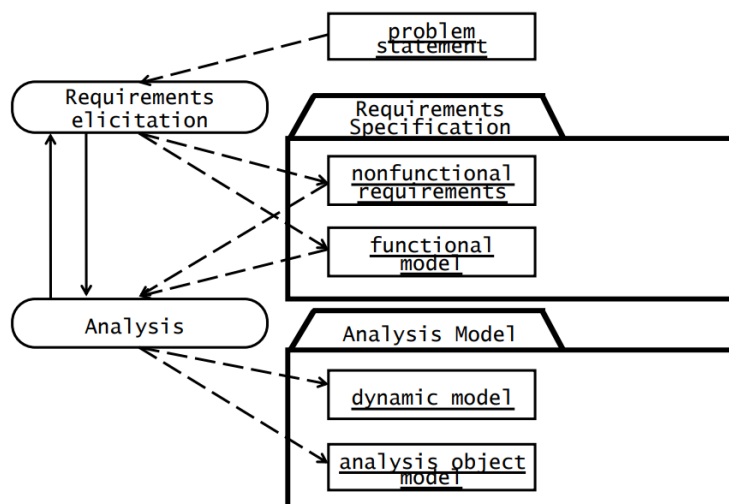 problem
statement
Requirements
elicitation
Requirements
Specification
nonfunctional
requirements
functional
model
Analysis
Analysis Model
dynamic model
analysis object
model